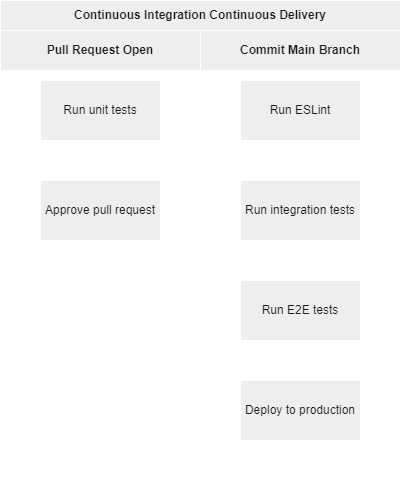 Continuous Integration Continuous Delivery
Pull Request Open
Commit Main Branch
Run unit tests
Run ESLint
Approve pull request
Run integration tests
Run E2E tests
Deploy to production